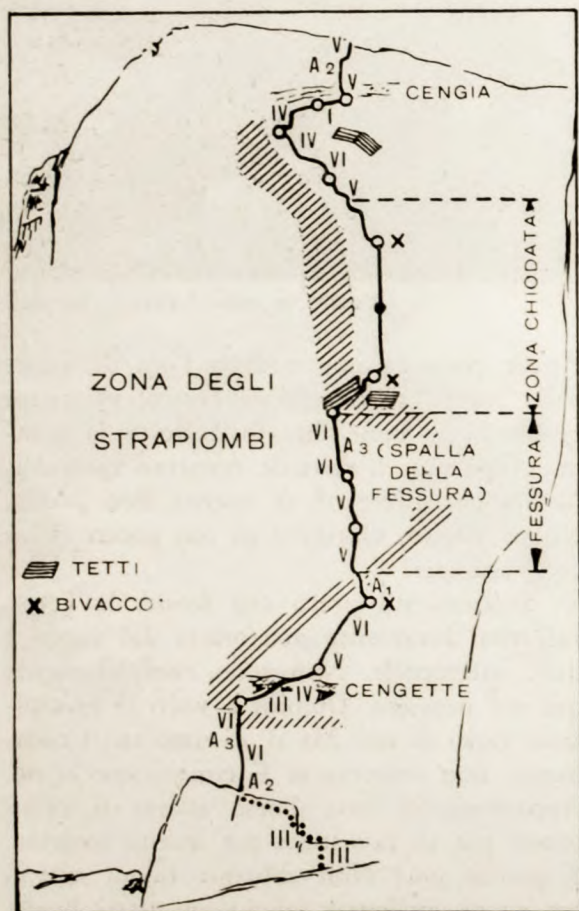 V
A2
V
CENGIA
I
IV
IV
VI
V
X
ZONA CHIODATA
ZONA DEGLI
STRAPIOMBI
X
VI
A3 (SPALLA
DELLA
FESSURA)
VI
V
V
FESSURA
TETTI
X BIVACCO
A1
X
VI
V
III IV
CENGETTE
VI
A3
VI
A2
III
III